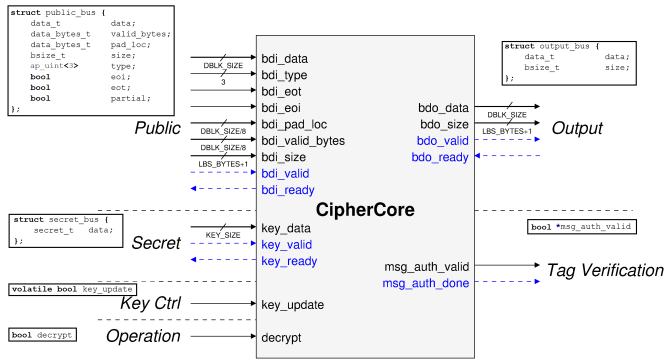 struct public_bus {
data_t data;
data_bytes_t valid_bytes;
data_bytes_t pad_loc;
bsize_t size;
ap_uint<3> type;
bool eoi;
bool eot;
bool partial;
};
Public
DBLK_SIZE
3
DBLK_SIZE/8
DBLK_SIZE/8
LBS_BYTES+1
bdi_data
bdi_type
bdi_eot
bdi_eoi
bdi_pad_loc
bdi_valid_bytes
bdi_size
bdi_valid
bdi_ready
struct output_bus {
data_t data;
bsize_t size;
};
bdo_data
bdo_size
bdo_valid
bdo_ready
DBLK_SIZE
LBS_BYTES+1
Output
CipherCore
struct secret_bus {
secret_t data;
};
Secret
KEY_SIZE
key_data
key_valid
key_ready
bool *msg_auth_valid
msg_auth_valid
msg_auth_done
Tag Verification
volatile bool key_update
Key Ctrl
key_update
bool decrypt
Operation
decrypt